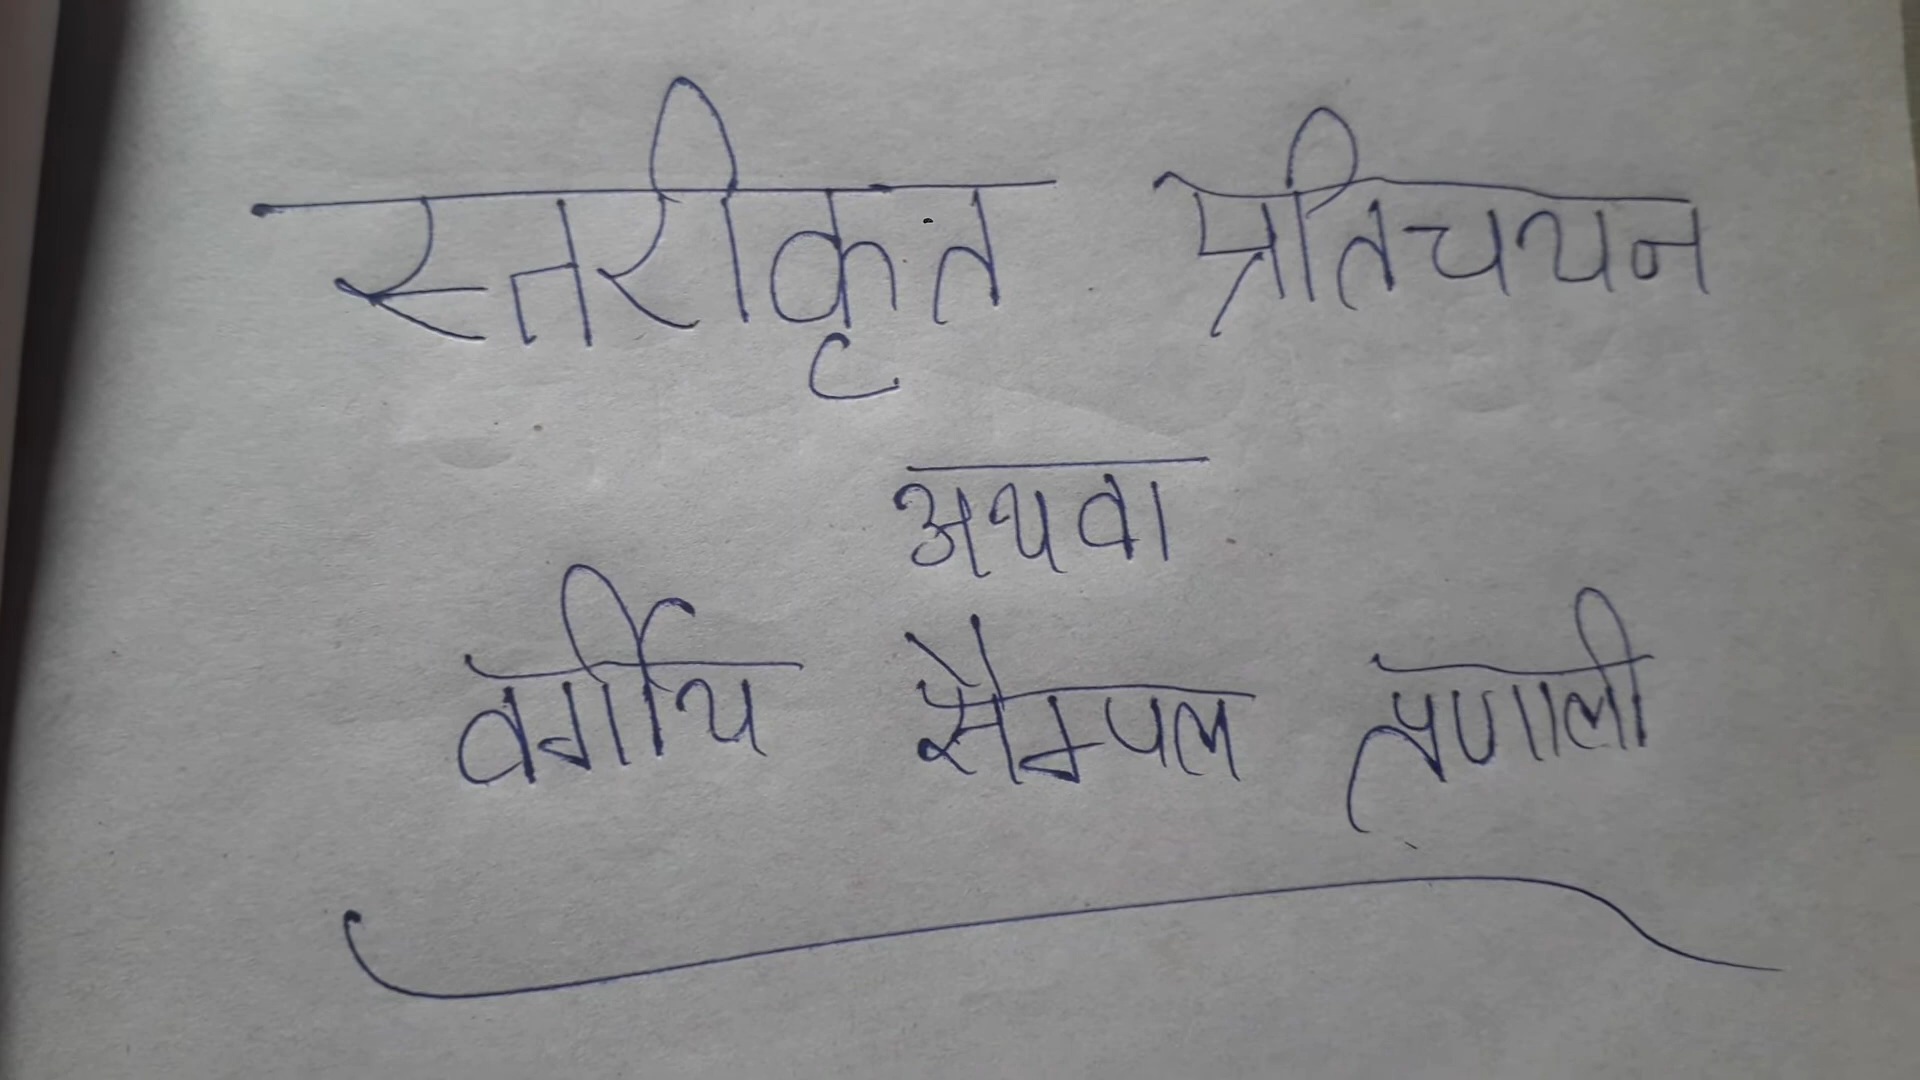 स्तरीकृत प्रतिचयन
अथवा
वर्गीय सैम्पल प्रणाली